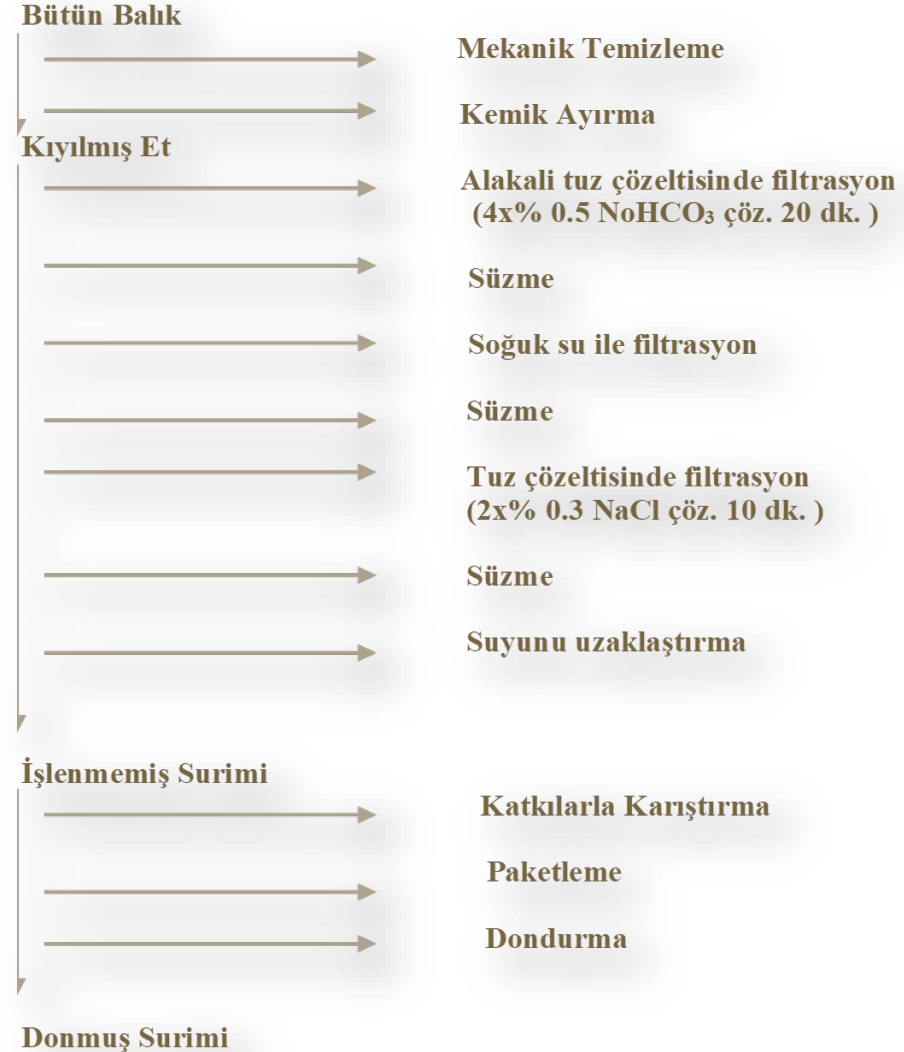 Bütün Balık
Mekanik Temizleme
Kemik Ayırma
Kıyılmış Et
Alakali tuz çözeltisinde filtrasyon
(4x% 0.5 NoHCO₃ çöz. 20 dk. )
Süzme
Soğuk su ile filtrasyon
Süzme
Tuz çözeltisinde filtrasyon
(2x% 0.3 NaCl çöz. 10 dk. )
Süzme
Suyunu uzaklaştırma
İşlenmemiş Surimi
Katkılarla Karıştırma
Paketleme
Dondurma
Donmuş Surimi